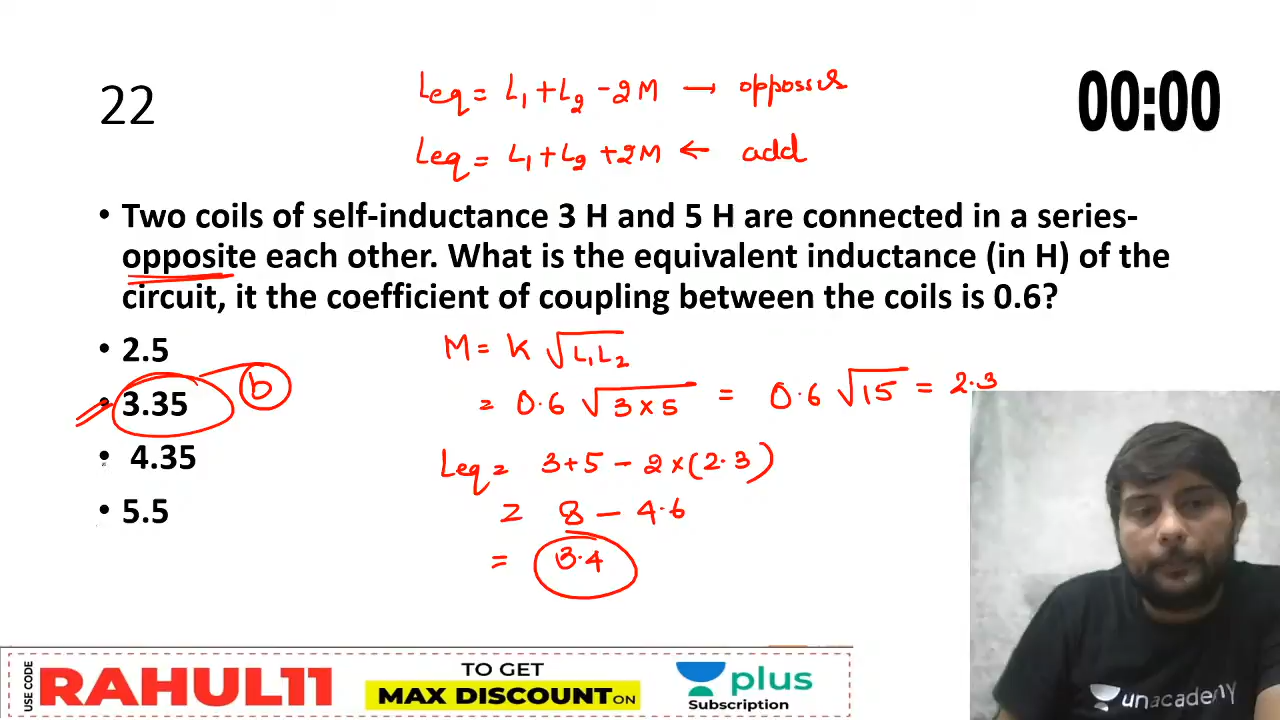 22
Leq = L₁ + L₂ - 2M → opposes
Leq = L₁ + L₂ + 2M ← add
00:00
• Two coils of self-inductance 3 H and 5 H are connected in a series-
opposite each other. What is the equivalent inductance (in H) of the
circuit, it the coefficient of coupling between the coils is 0.6?
• 2.5
• 3.35
b
• 4.35
• 5.5
M = K √L₁L₂
= 0.6 √3×5 = 0.6 √15 = 2.3
Leq = 3+5 - 2×(2.3)
= 8 - 4.6
= 3.4
USE CODE
RAHUL11
TO GET
MAX DISCOUNT ON
plus
Subscription
unacademy